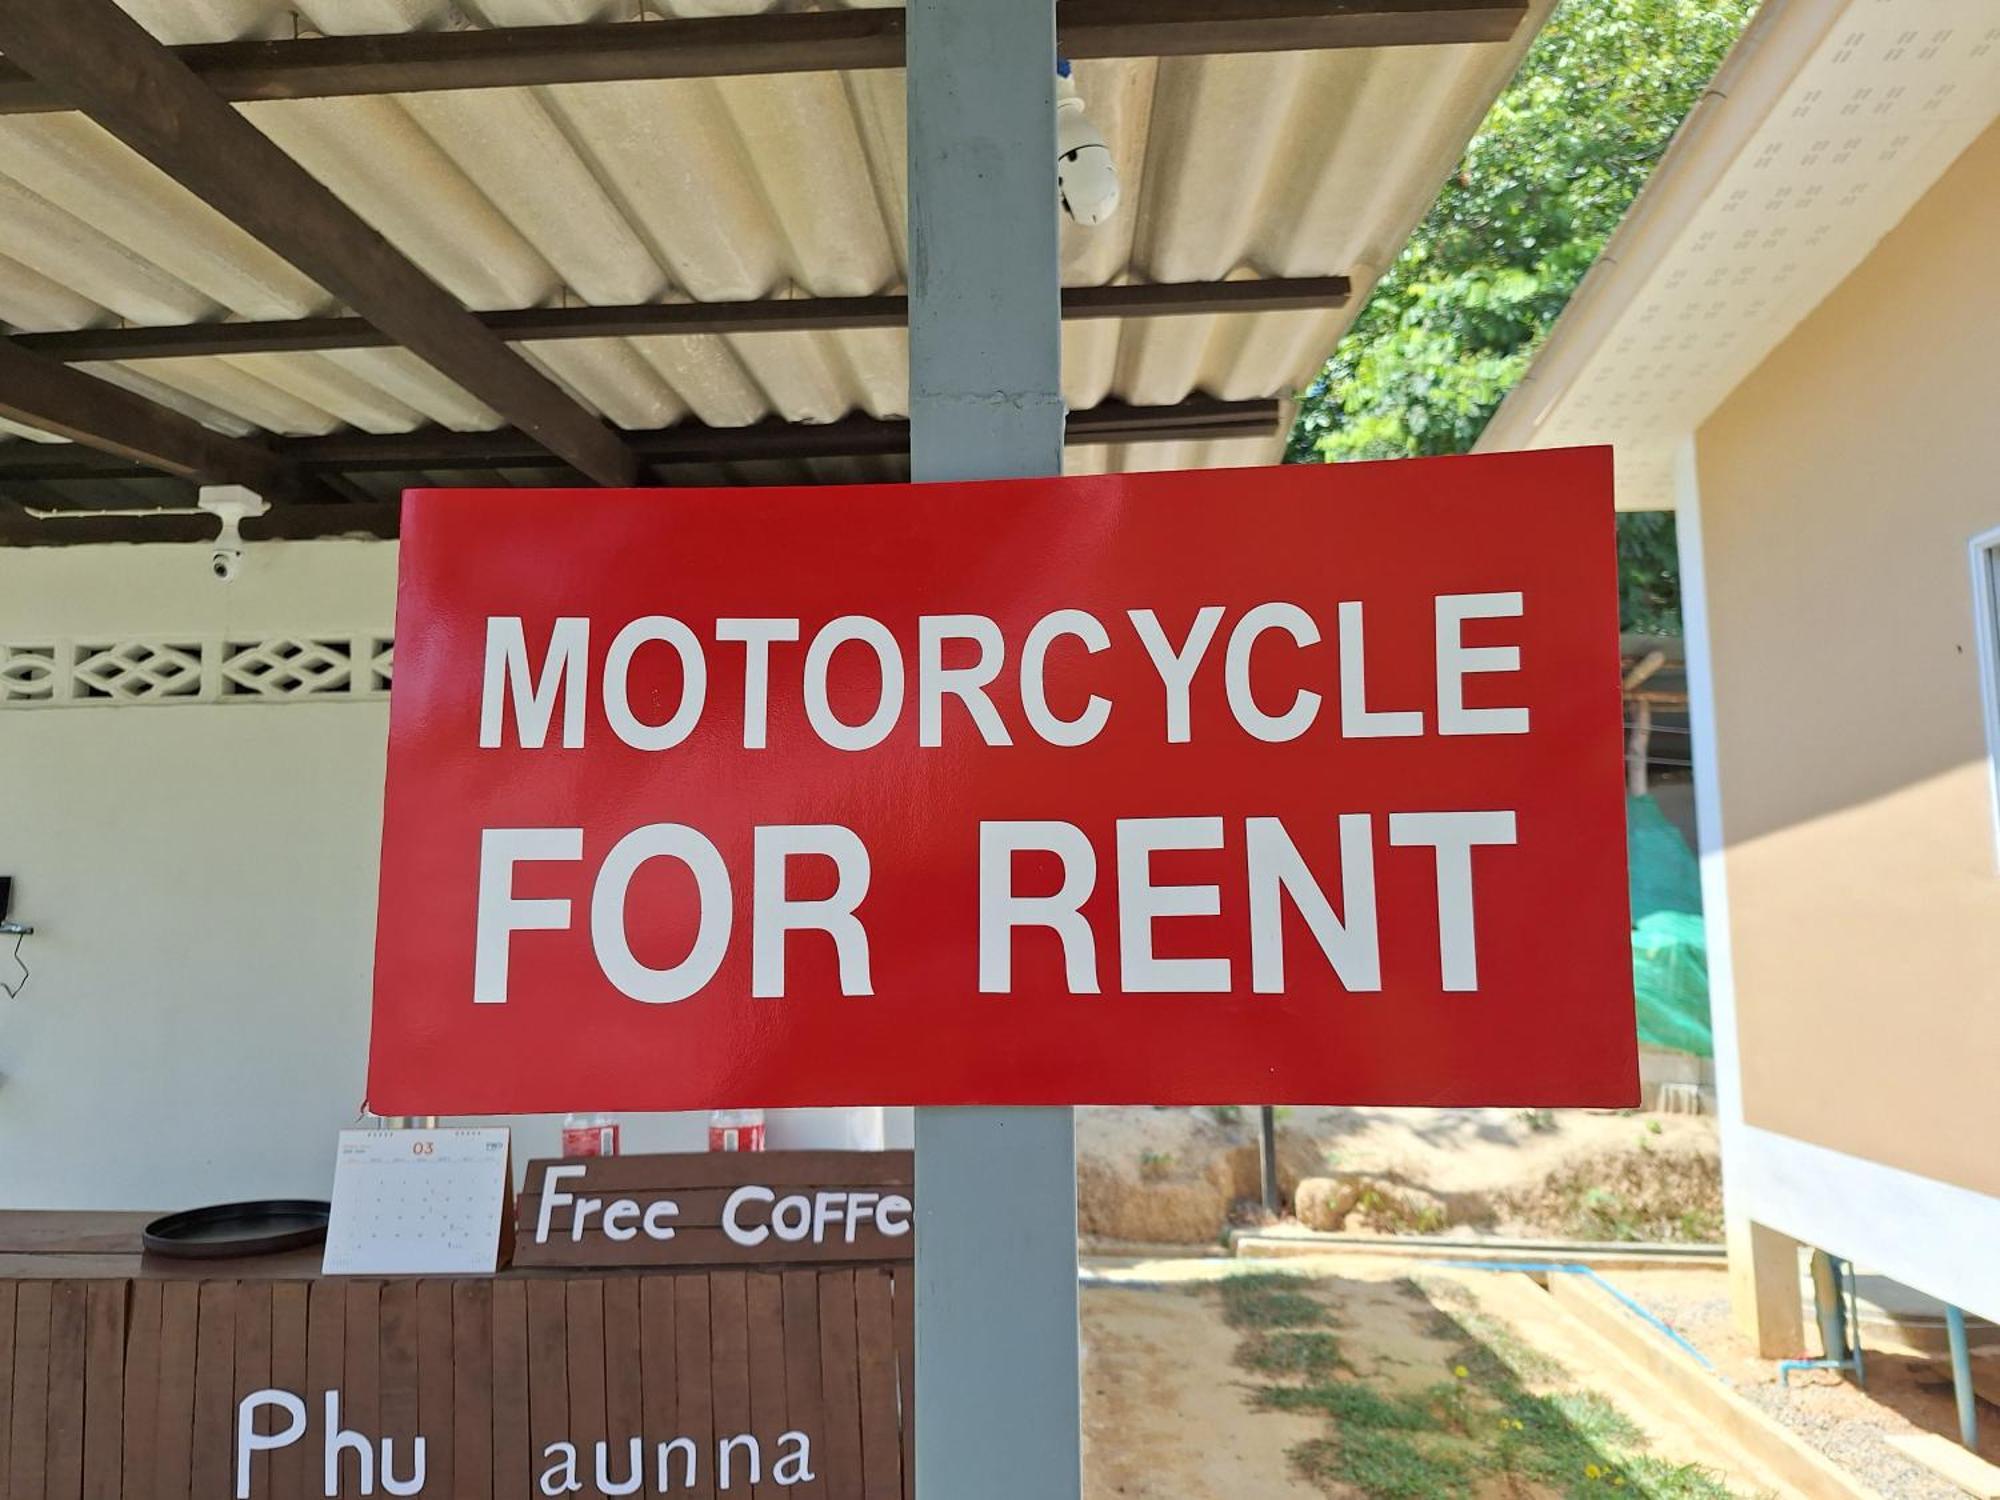 MOTORCYCLE
FOR RENT
03
Free COFFe
Phu aunna